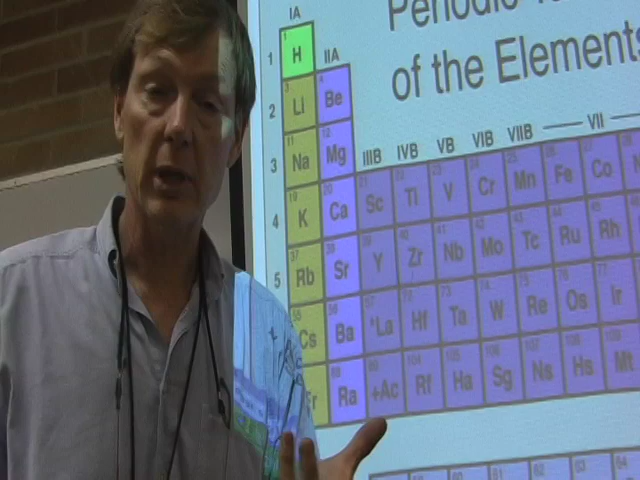 Periodic
of the Elements
IA
1 H IIA
2 Li Be
3 Na Mg IIIB IVB VB VIB VIIB VII
4 K Ca Sc Ti V Cr Mn Fe Co
5 Rb Sr Y Zr Nb Mo Tc Ru Rh
Cs Ba *La Hf Ta W Re Os Ir
Ra +Ac Rf Ha Sg Ns Hs Mt